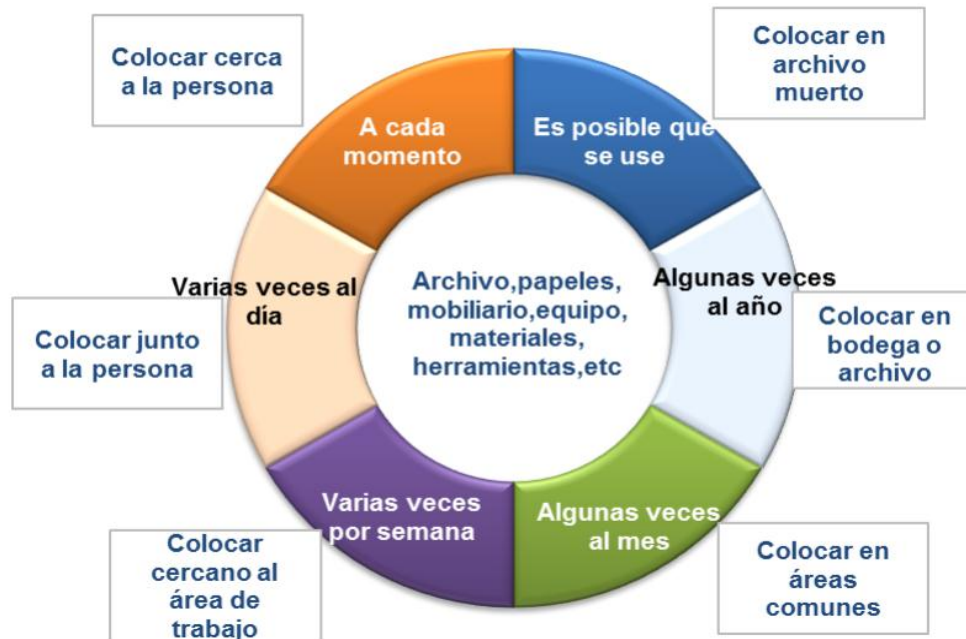 Colocar cerca
a la persona
Colocar en
archivo
muerto
A cada
momento
Es posible que
se use
Varias veces al
día
Archivo,papeles,
mobiliario,equipo,
materiales,
herramientas,etc
Algunas veces
al año
Colocar junto
a la persona
Colocar en
bodega o
archivo
Varias veces
por semana
Algunas veces
al mes
Colocar
cercano al
área de
trabajo
Colocar en
áreas
comunes